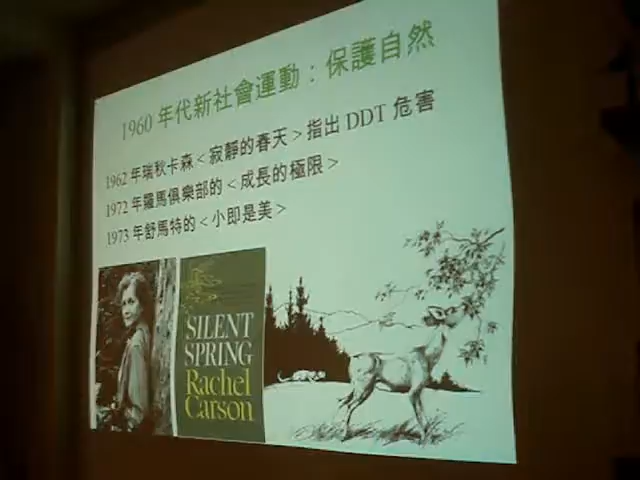 1960 年代新社會運動：保護自然
1962 年瑞秋卡森＜寂靜的春天＞指出 DDT 危害
1972 年羅馬俱樂部的＜成長的極限＞
1973 年舒馬特的＜小即是美＞
SILENT
SPRING
Rachel
Carson